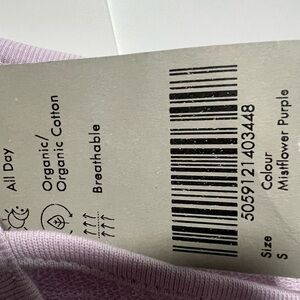 All Day
Organic/
Organic Cotton
Breathable
5059121403448
Size
S
Colour
Mistflower Purple